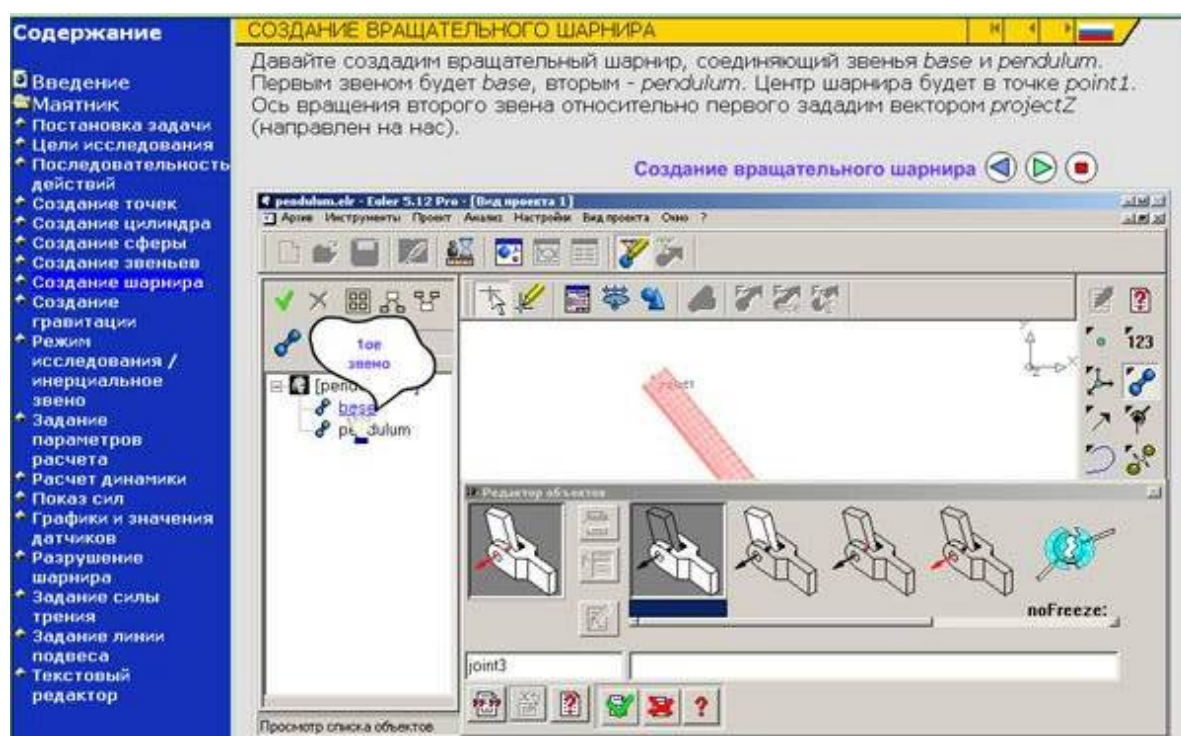 Содержание
Введение
Маятник
Постановка задачи
Цели исследования
Последовательность
действий
Создание точек
Создание цилиндра
Создание сферы
Создание звеньев
Создание шарнира
Создание
гравитации
Режим
исследования /
инерциальное
звено
Задание
параметров
расчета
Расчет динамики
Показ сил
Графики и значения
датчиков
Разрушение
шарнира
Задание силы
трения
Задание линии
подвеса
Текстовый
редактор
СОЗДАНИЕ ВРАЩАТЕЛЬНОГО ШАРНИРА
Давайте создадим вращательный шарнир, соединяющий звенья base и pendulum.
Первым звеном будет base, вторым - pendulum. Центр шарнира будет в точке point1.
Ось вращения второго звена относительно первого зададим вектором projectZ
(направлен на нас).
Создание вращательного шарнира
pendulum.elr - Euler 5.12 Pro - [Вид проекта 1]
Архив Инструменты Проект Анализ Настройки Вид проекта Окно ?
1ое
звено
base
123
Редактор объектов
noFreeze:
joint3
Просмотр списка объектов